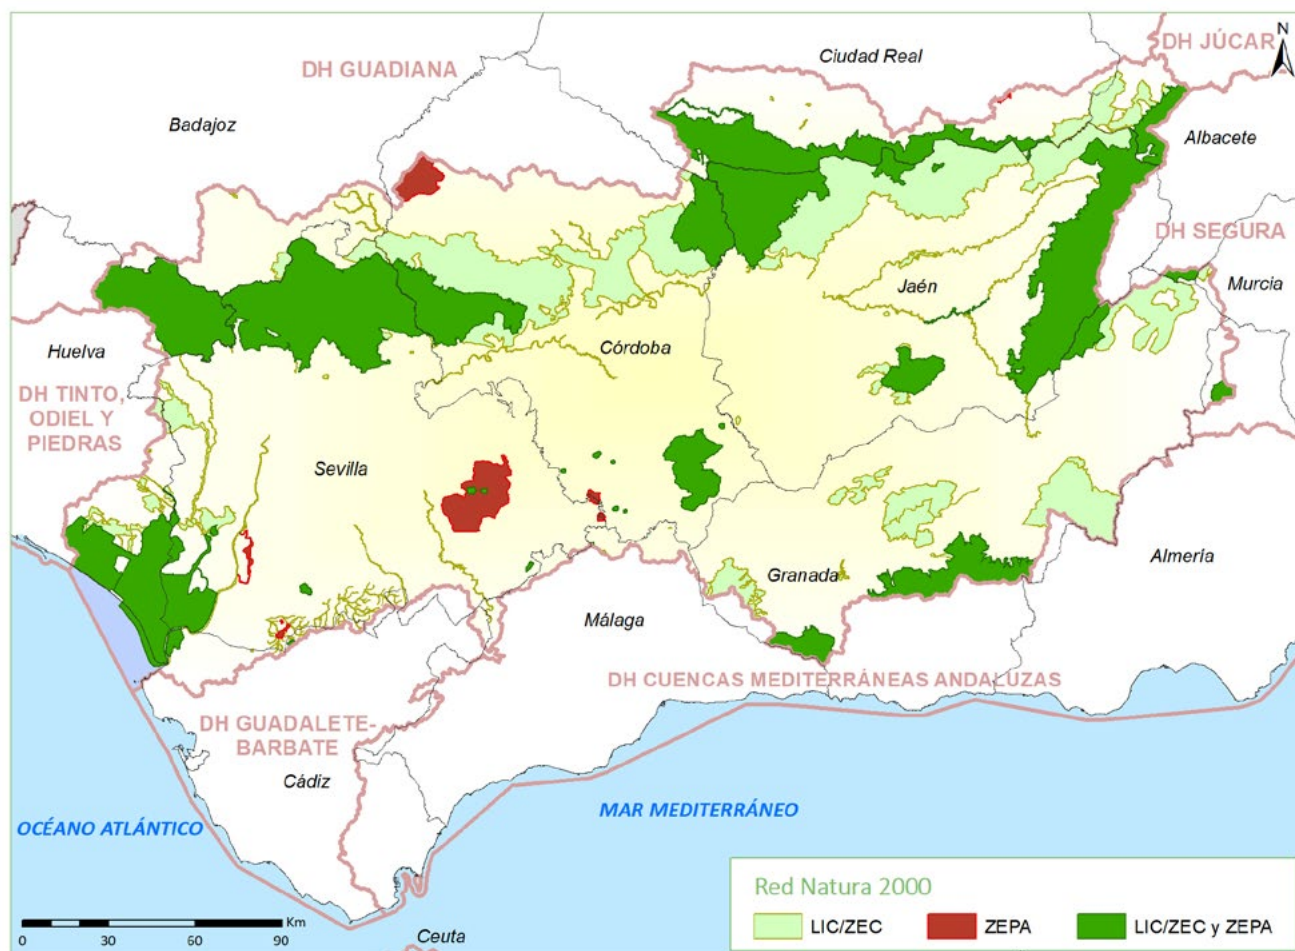 N
DH JÚCAR
Ciudad Real
DH GUADIANA
Badajoz
Albacete
DH SEGURA
Murcia
Jaén
Huelva
Córdoba
DH TINTO,
ODIEL Y
PIEDRAS
Sevilla
Almería
Granada
Málaga
DH CUENCAS MEDITERRÁNEAS ANDALUZAS
DH GUADALETE-
BARBATE
Cádiz
MAR MEDITERRÁNEO
OCÉANO ATLÁNTICO
Red Natura 2000
LIC/ZEC ZEPA LIC/ZEC y ZEPA
Km
0 30 60 90
Ceuta